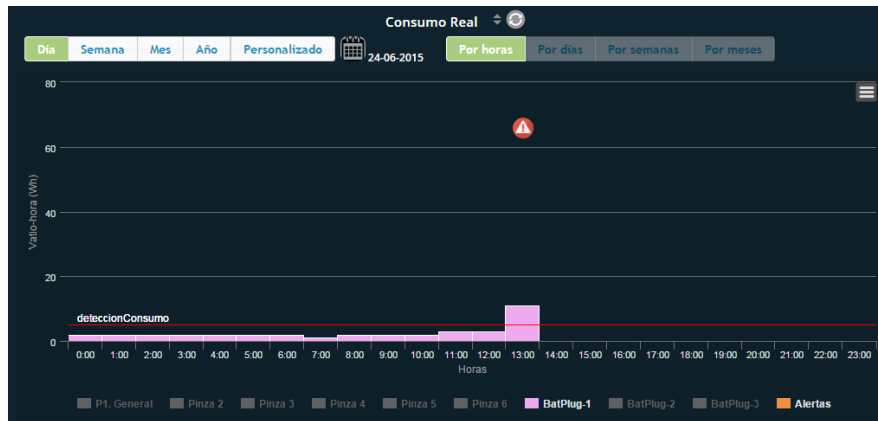 Consumo Real
Día Semana Mes Año Personalizado 24-06-2015 Por horas Por días Por semanas Por meses
80
60
40
20
0
Vatio-hora (Wh)
deteccionConsumo
0:00 1:00 2:00 3:00 4:00 5:00 6:00 7:00 8:00 9:00 10:00 11:00 12:00 13:00 14:00 15:00 16:00 17:00 18:00 19:00 20:00 21:00 22:00 23:00
Horas
P1. General Pinza 2 Pinza 3 Pinza 4 Pinza 5 Pinza 6 BatPlug-1 BatPlug-2 BatPlug-3 Alertas